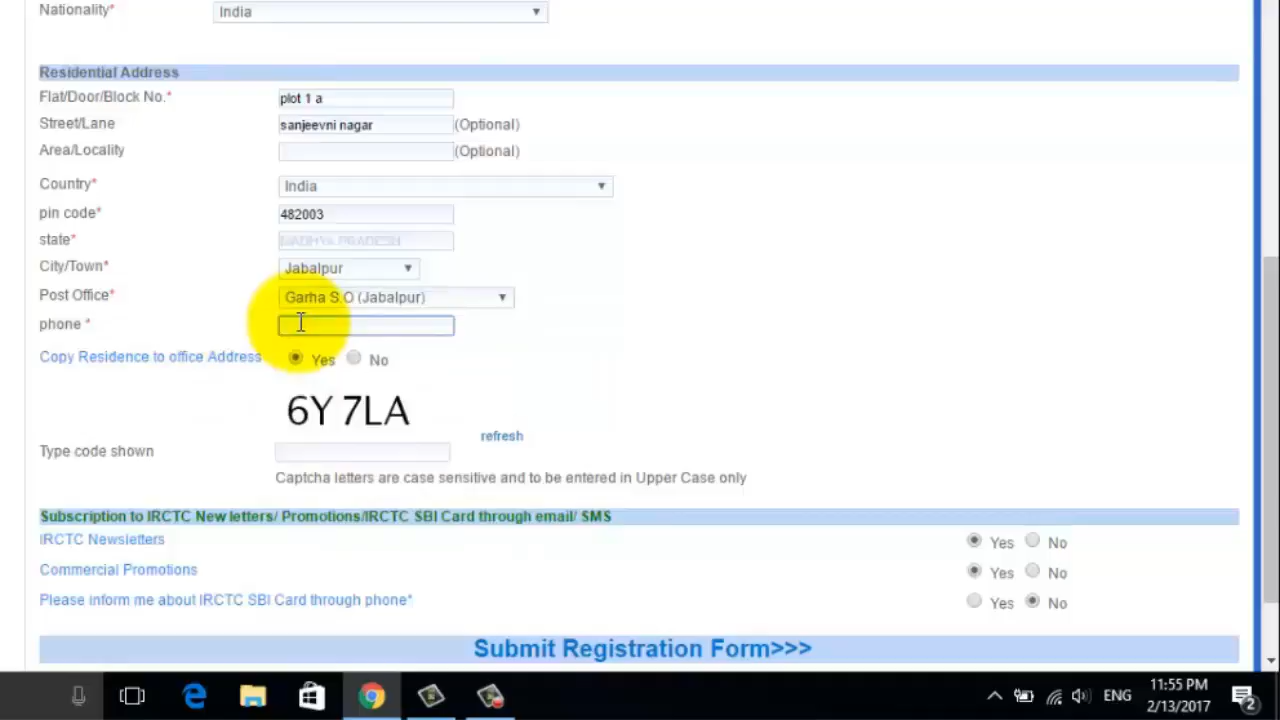 Nationality* India
Residential Address
Flat/Door/Block No.* plot 1 a
Street/Lane sanjeevni nagar (Optional)
Area/Locality (Optional)
Country* India
pin code* 482003
state* MADHYA PRADESH
City/Town* Jabalpur
Post Office* Garha S.O (Jabalpur)
phone *
Copy Residence to office Address Yes No
6Y 7LA
refresh
Type code shown
Captcha letters are case sensitive and to be entered in Upper Case only
Subscription to IRCTC New letters/ Promotions/IRCTC SBI Card through email/ SMS
IRCTC Newsletters Yes No
Commercial Promotions Yes No
Please inform me about IRCTC SBI Card through phone* Yes No
Submit Registration Form>>>
ENG
11:55 PM
2/13/2017
2